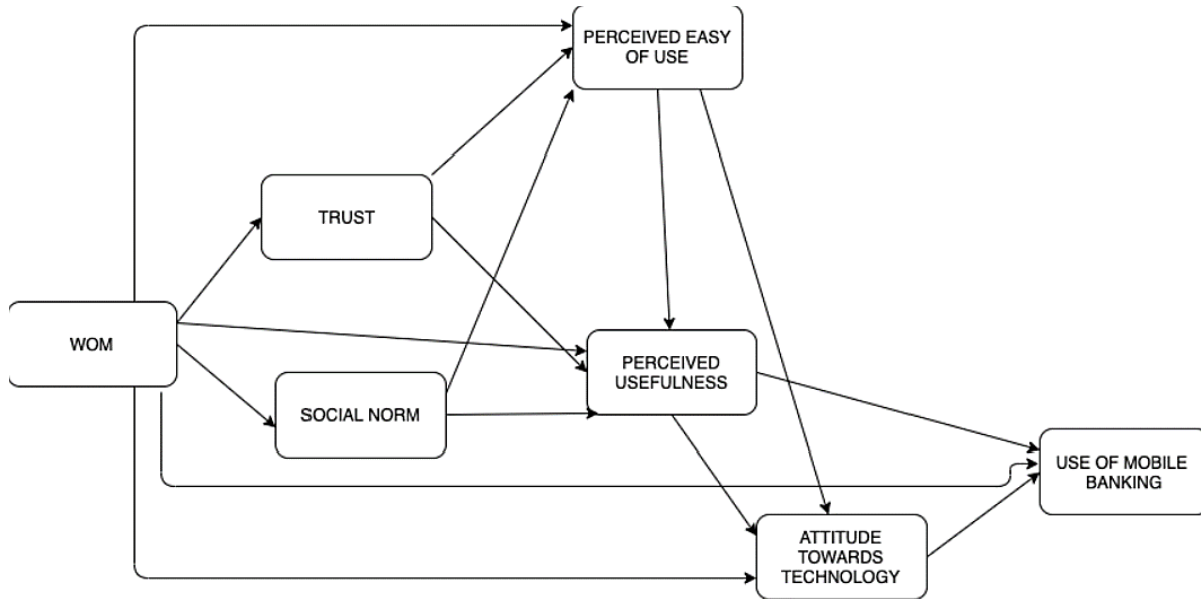 PERCEIVED EASY
OF USE
TRUST
WOM
PERCEIVED
USEFULNESS
SOCIAL NORM
USE OF MOBILE
BANKING
ATTITUDE
TOWARDS
TECHNOLOGY